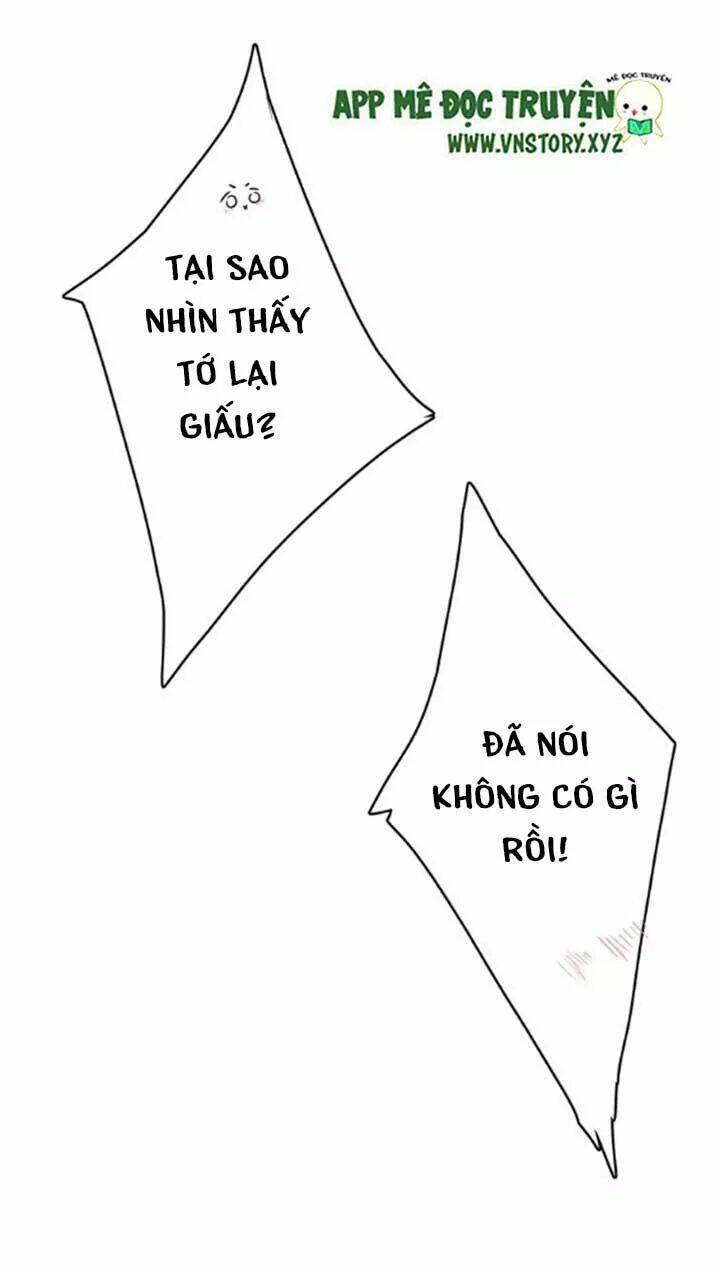 MÊ ĐỌC TRUYỆN
APP MÊ ĐỌC TRUYỆN
WWW.VNSTORY.XYZ
TẠI SAO
NHÌN THẤY
TỚ LẠI
GIẤU?
ĐÃ NÓI
KHÔNG CÓ GÌ
RỒI!